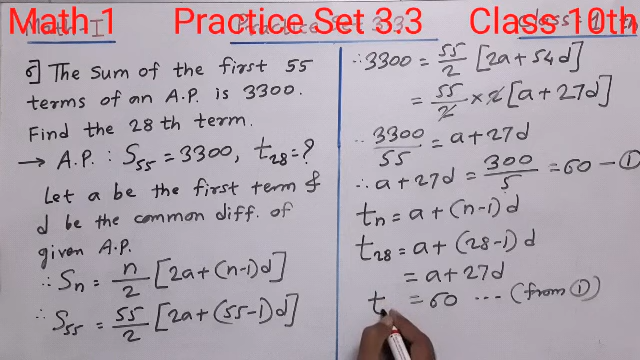 Math 1 Practice Set 3.3 Class 10th
६] The sum of the first 55
terms of an A.P. is 3300.
Find the 28 th term.
→ A.P. : S₅₅ = 3300, t₂₈ = ?
Let a be the first term &
d be the common diff. of
given A.P.
∴ Sₙ = n/2 [2a + (n-1)d]
∴ S₅₅ = 55/2 [2a + (55-1)d]
∴ 3300 = 55/2 [2a + 54d]
= 55/2 × 2 [a + 27d]
∴ 3300/55 = a + 27d
∴ a + 27d = 300/5 = 60 — ①
tₙ = a + (n-1)d
t₂₈ = a + (28-1)d
= a + 27d
t = 60 --- (from ①)